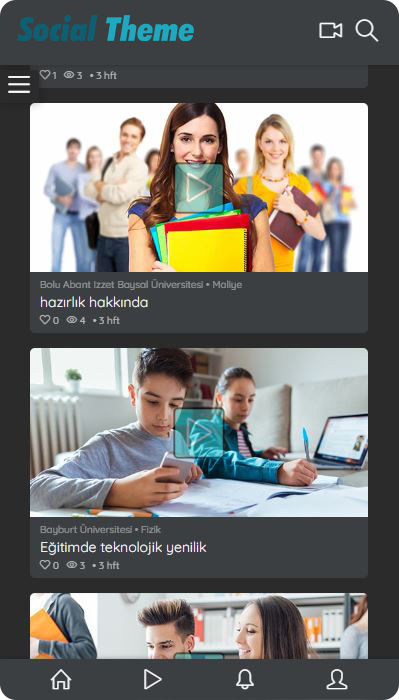 Social Theme
1 3 • 3 hft
Bolu Abant Izzet Baysal Üniversitesi • Maliye
hazırlık hakkında
0 4 • 3 hft
Bayburt Üniversitesi • Fizik
Eğitimde teknolojik yenilik
0 3 • 3 hft